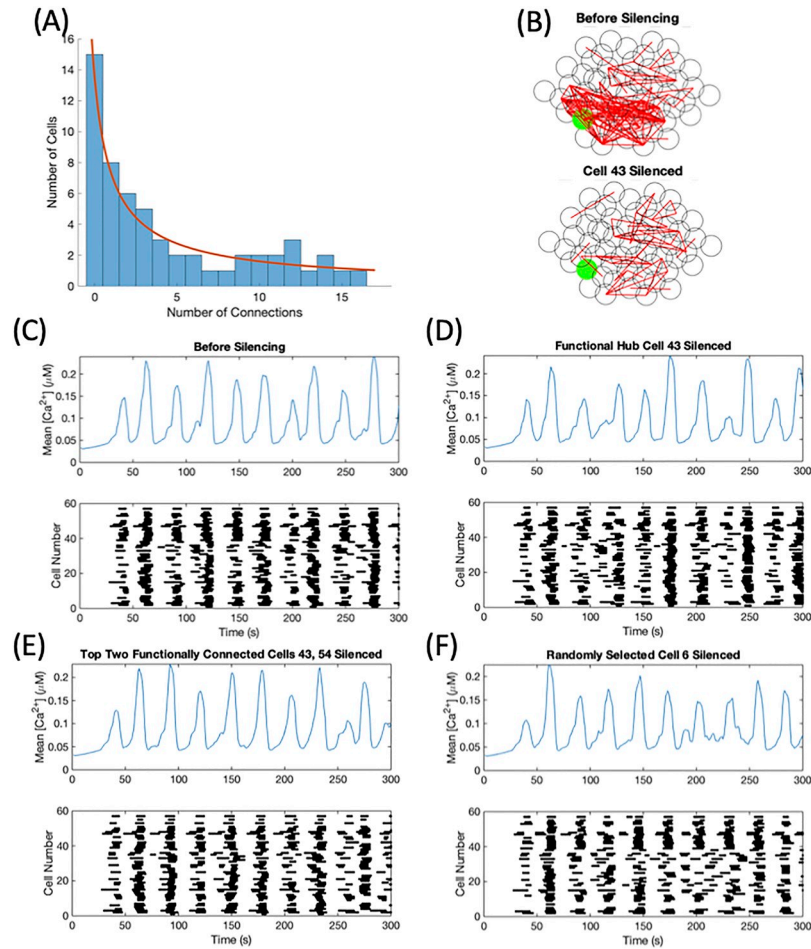 (A)
16
14
12
10
8
6
4
2
0
Number of Cells
0 5 10 15
Number of Connections
(B)
Before Silencing
Cell 43 Silenced
(C)
Before Silencing
Mean [Ca²⁺] (μM)
0.2
0.15
0.1
0.05
0
0 50 100 150 200 250 300
Cell Number
60
40
20
0
0 50 100 150 200 250 300
Time (s)
(D)
Functional Hub Cell 43 Silenced
Mean [Ca²⁺] (μM)
0.2
0.15
0.1
0.05
0
0 50 100 150 200 250 300
Cell Number
60
40
20
0
0 50 100 150 200 250 300
Time (s)
(E)
Top Two Functionally Connected Cells 43, 54 Silenced
Mean [Ca²⁺] (μM)
0.2
0.15
0.1
0.05
0
0 50 100 150 200 250 300
Cell Number
60
40
20
0
0 50 100 150 200 250 300
Time (s)
(F)
Randomly Selected Cell 6 Silenced
Mean [Ca²⁺] (μM)
0.2
0.15
0.1
0.05
0
0 50 100 150 200 250 300
Cell Number
60
40
20
0
0 50 100 150 200 250 300
Time (s)